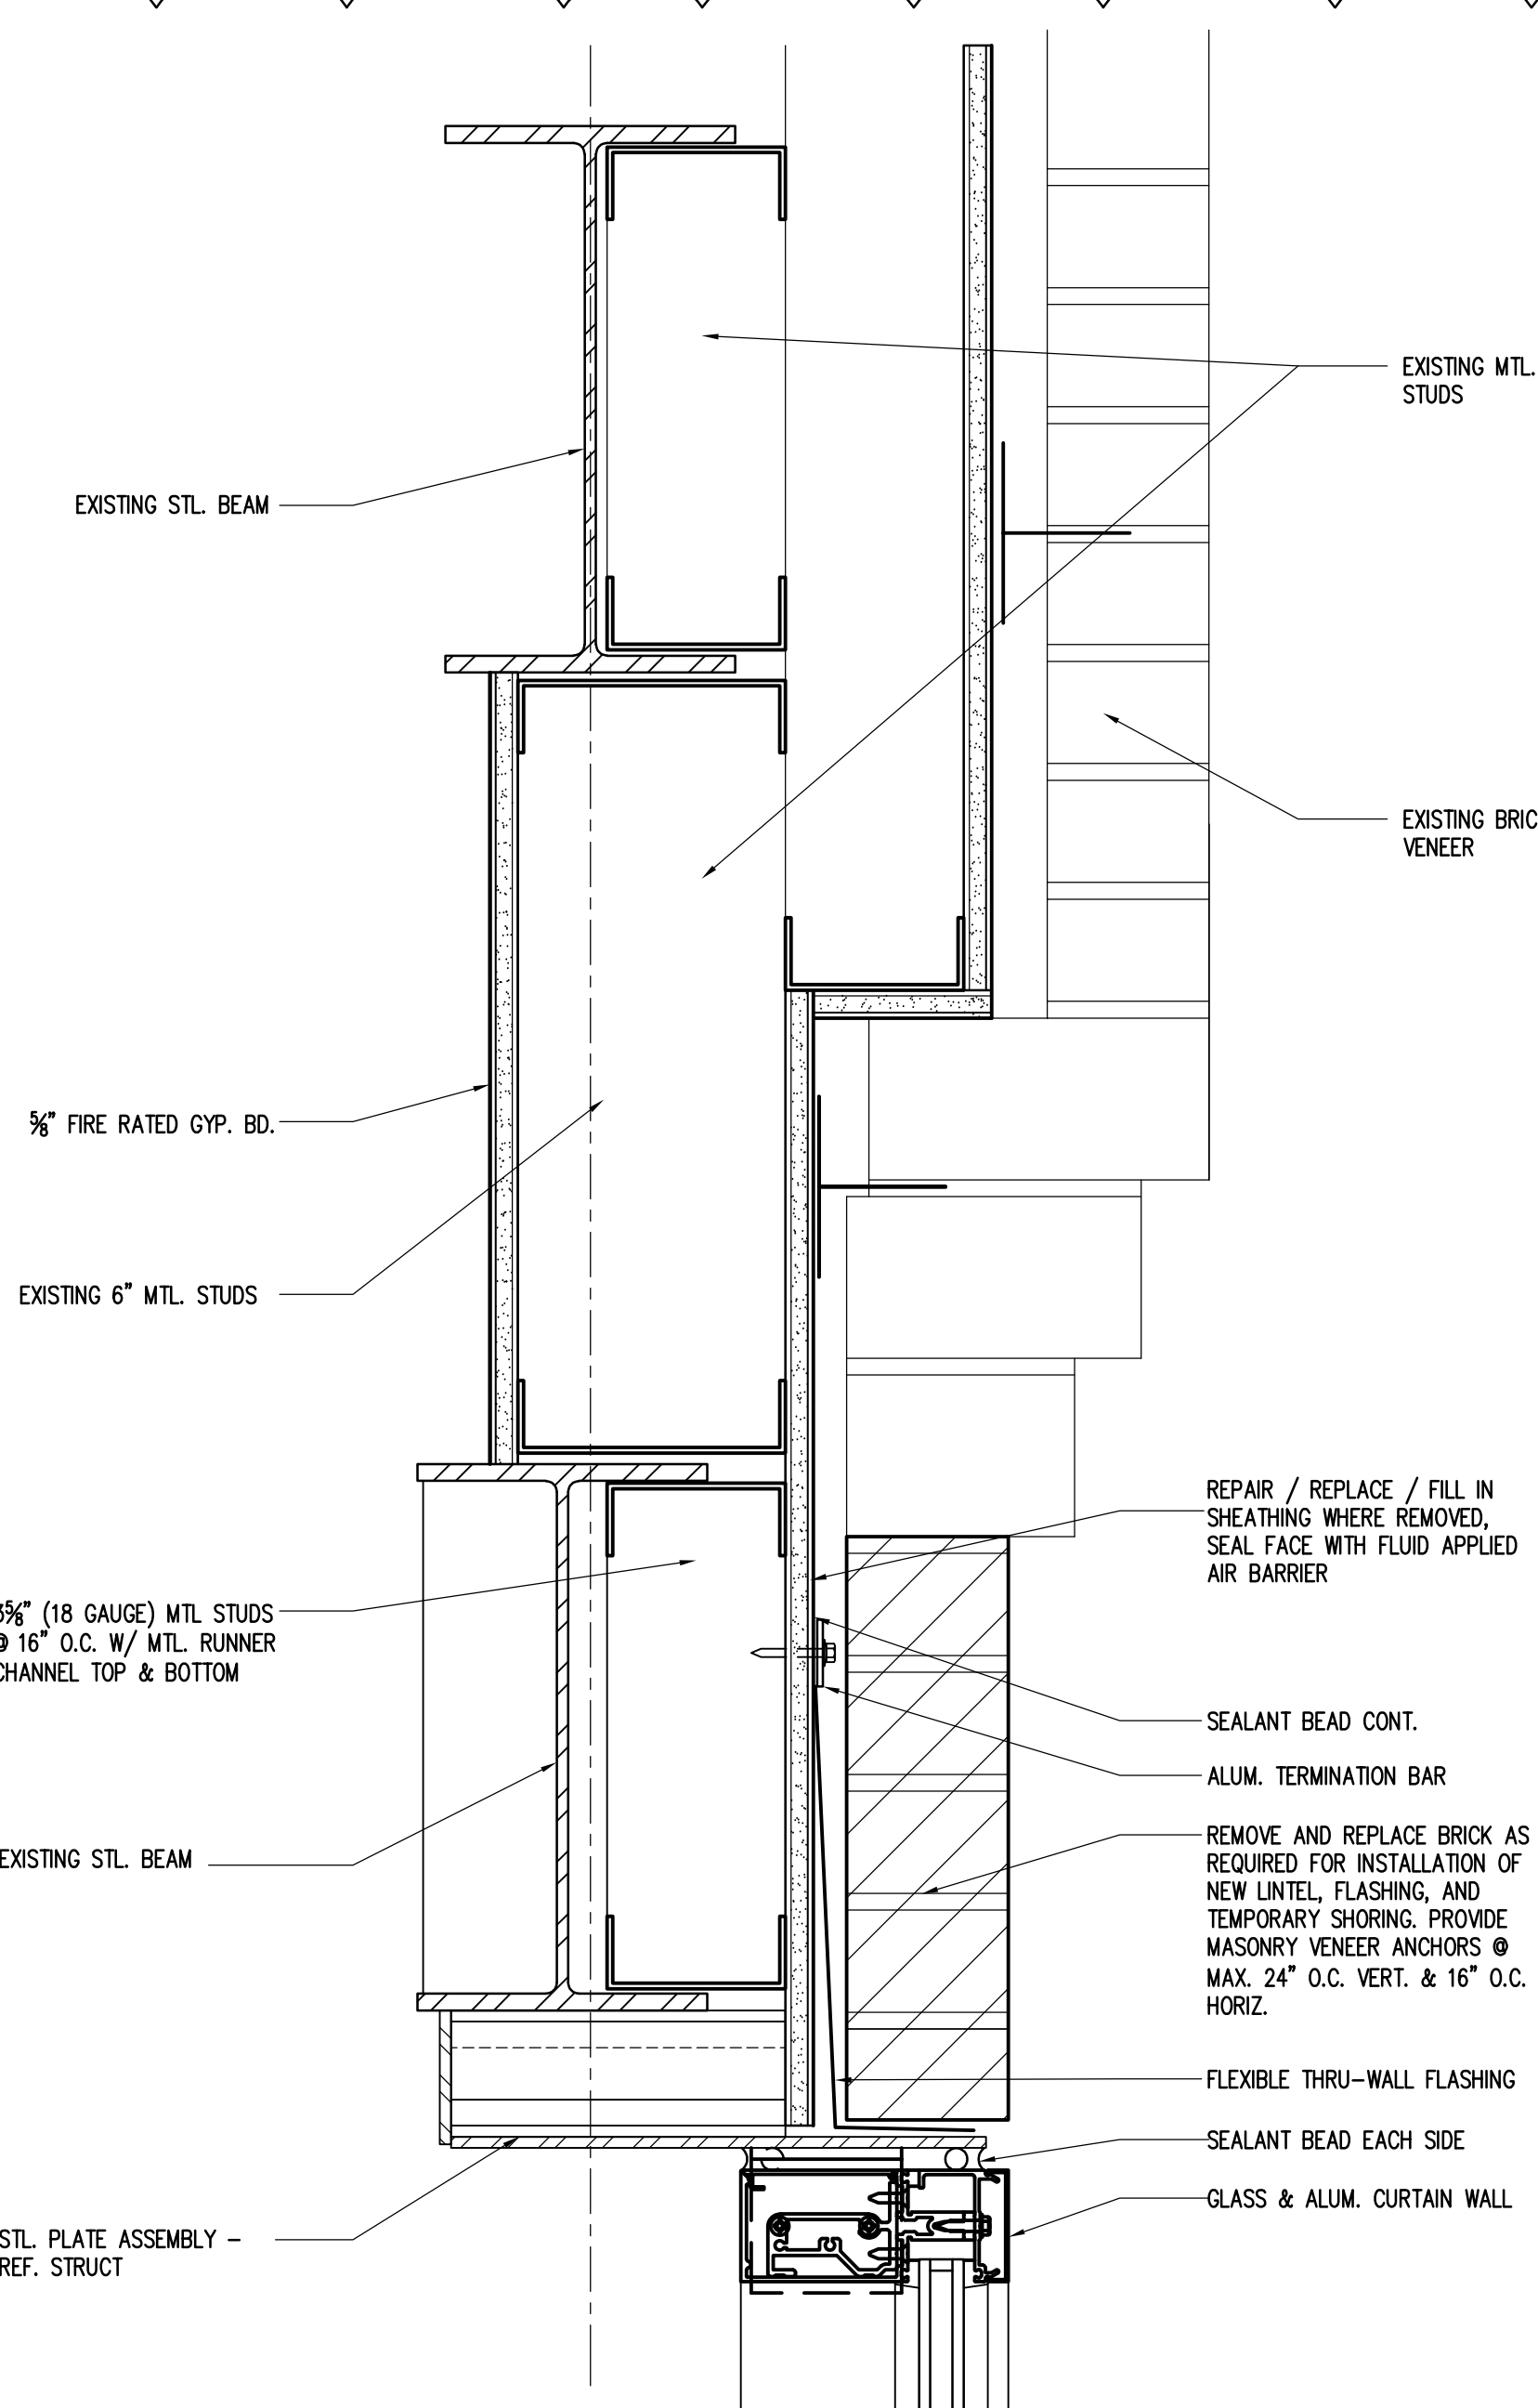 EXISTING MTL.
STUDS
EXISTING STL. BEAM
EXISTING
VENEER
⅝" FIRE RATED GYP. BD.
EXISTING 6" MTL. STUDS
REPAIR / REPLACE / FILL IN
SHEATHING WHERE REMOVED,
SEAL FACE WITH FLUID APPLIED
AIR BARRIER
3⅝" (18 GAUGE) MTL STUDS
@ 16" O.C. W/ MTL. RUNNER
CHANNEL TOP & BOTTOM
SEALANT BEAD CONT.
ALUM. TERMINATION BAR
REMOVE AND REPLACE BRICK AS
REQUIRED FOR INSTALLATION OF
NEW LINTEL, FLASHING, AND
TEMPORARY SHORING. PROVIDE
MASONRY VENEER ANCHORS @
MAX. 24" O.C. VERT. & 16" O.C.
HORIZ.
EXISTING STL. BEAM
FLEXIBLE THRU-WALL FLASHING
SEALANT BEAD EACH SIDE
GLASS & ALUM. CURTAIN WALL
STL. PLATE ASSEMBLY -
REF. STRUCT